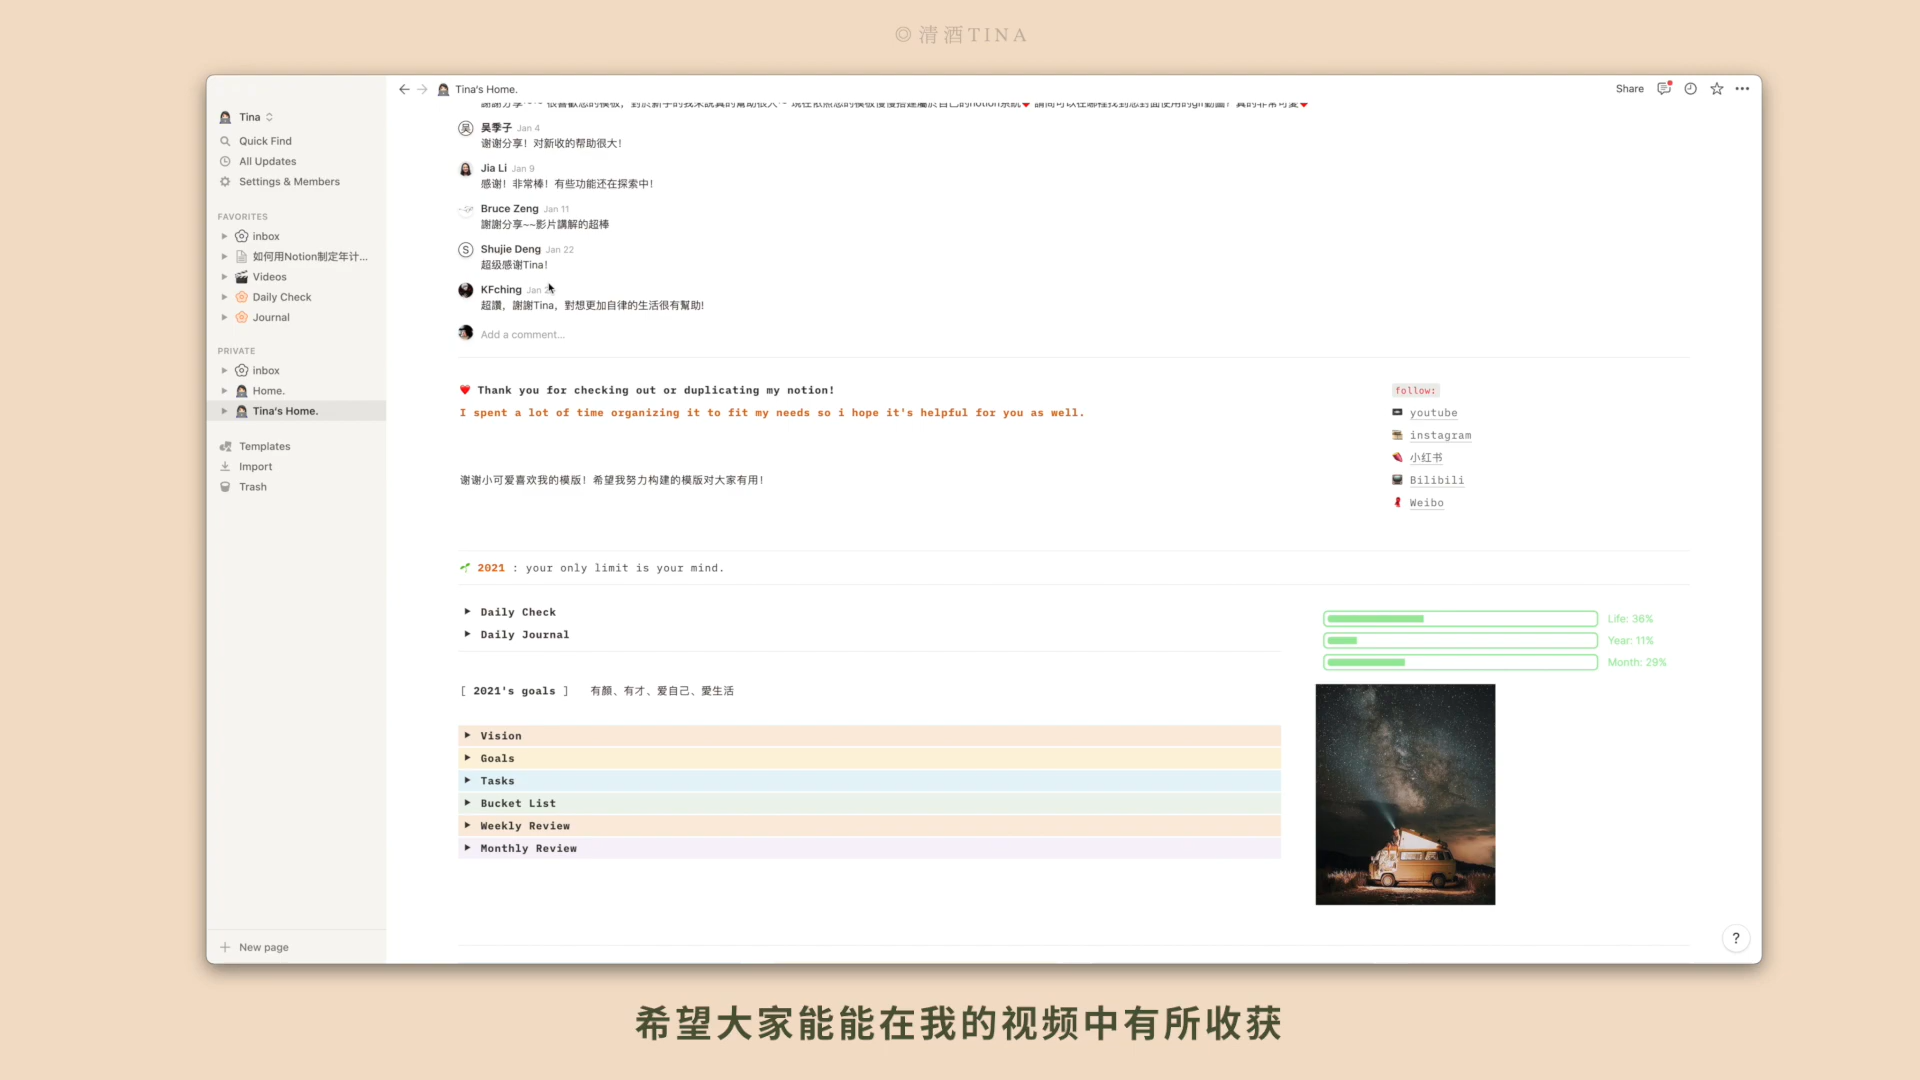 ◎清酒TINA
Tina's Home.
Share
Tina
Quick Find
All Updates
Settings & Members
FAVORITES
inbox
如何用Notion制定年计...
Videos
Daily Check
Journal
PRIVATE
inbox
Home.
Tina's Home.
Templates
Import
Trash
New page
吴 吴季子 Jan 4
谢谢分享！对新收的帮助很大！
Jia Li Jan 9
感谢！非常棒！有些功能还在探索中！
Bruce Zeng Jan 11
謝謝分享~~影片講解的超棒
S Shujie Deng Jan 22
超级感谢Tina！
KFching Jan
超讚，謝謝Tina，對想更加自律的生活很有幫助!
Add a comment...
Thank you for checking out or duplicating my notion!
I spent a lot of time organizing it to fit my needs so i hope it's helpful for you as well.
谢谢小可爱喜欢我的模版！希望我努力构建的模版对大家有用！
follow:
youtube
instagram
小红书
Bilibili
Weibo
2021 : your only limit is your mind.
Daily Check
Daily Journal
[ 2021's goals ] 有顏、有才、爱自己、愛生活
Vision
Goals
Tasks
Bucket List
Weekly Review
Monthly Review
Life: 36%
Year: 11%
Month: 29%
?
希望大家能能在我的视频中有所收获